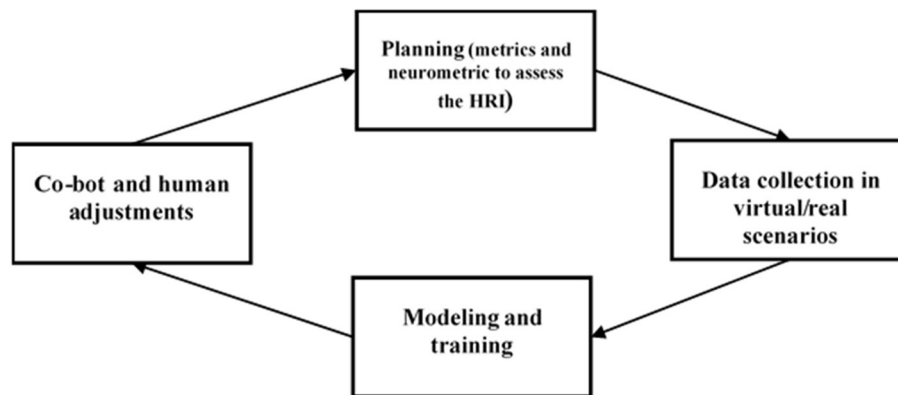 Planning (metrics and
neurometric to assess
the HRI)
Co-bot and human
adjustments
Data collection in
virtual/real
scenarios
Modeling and
training